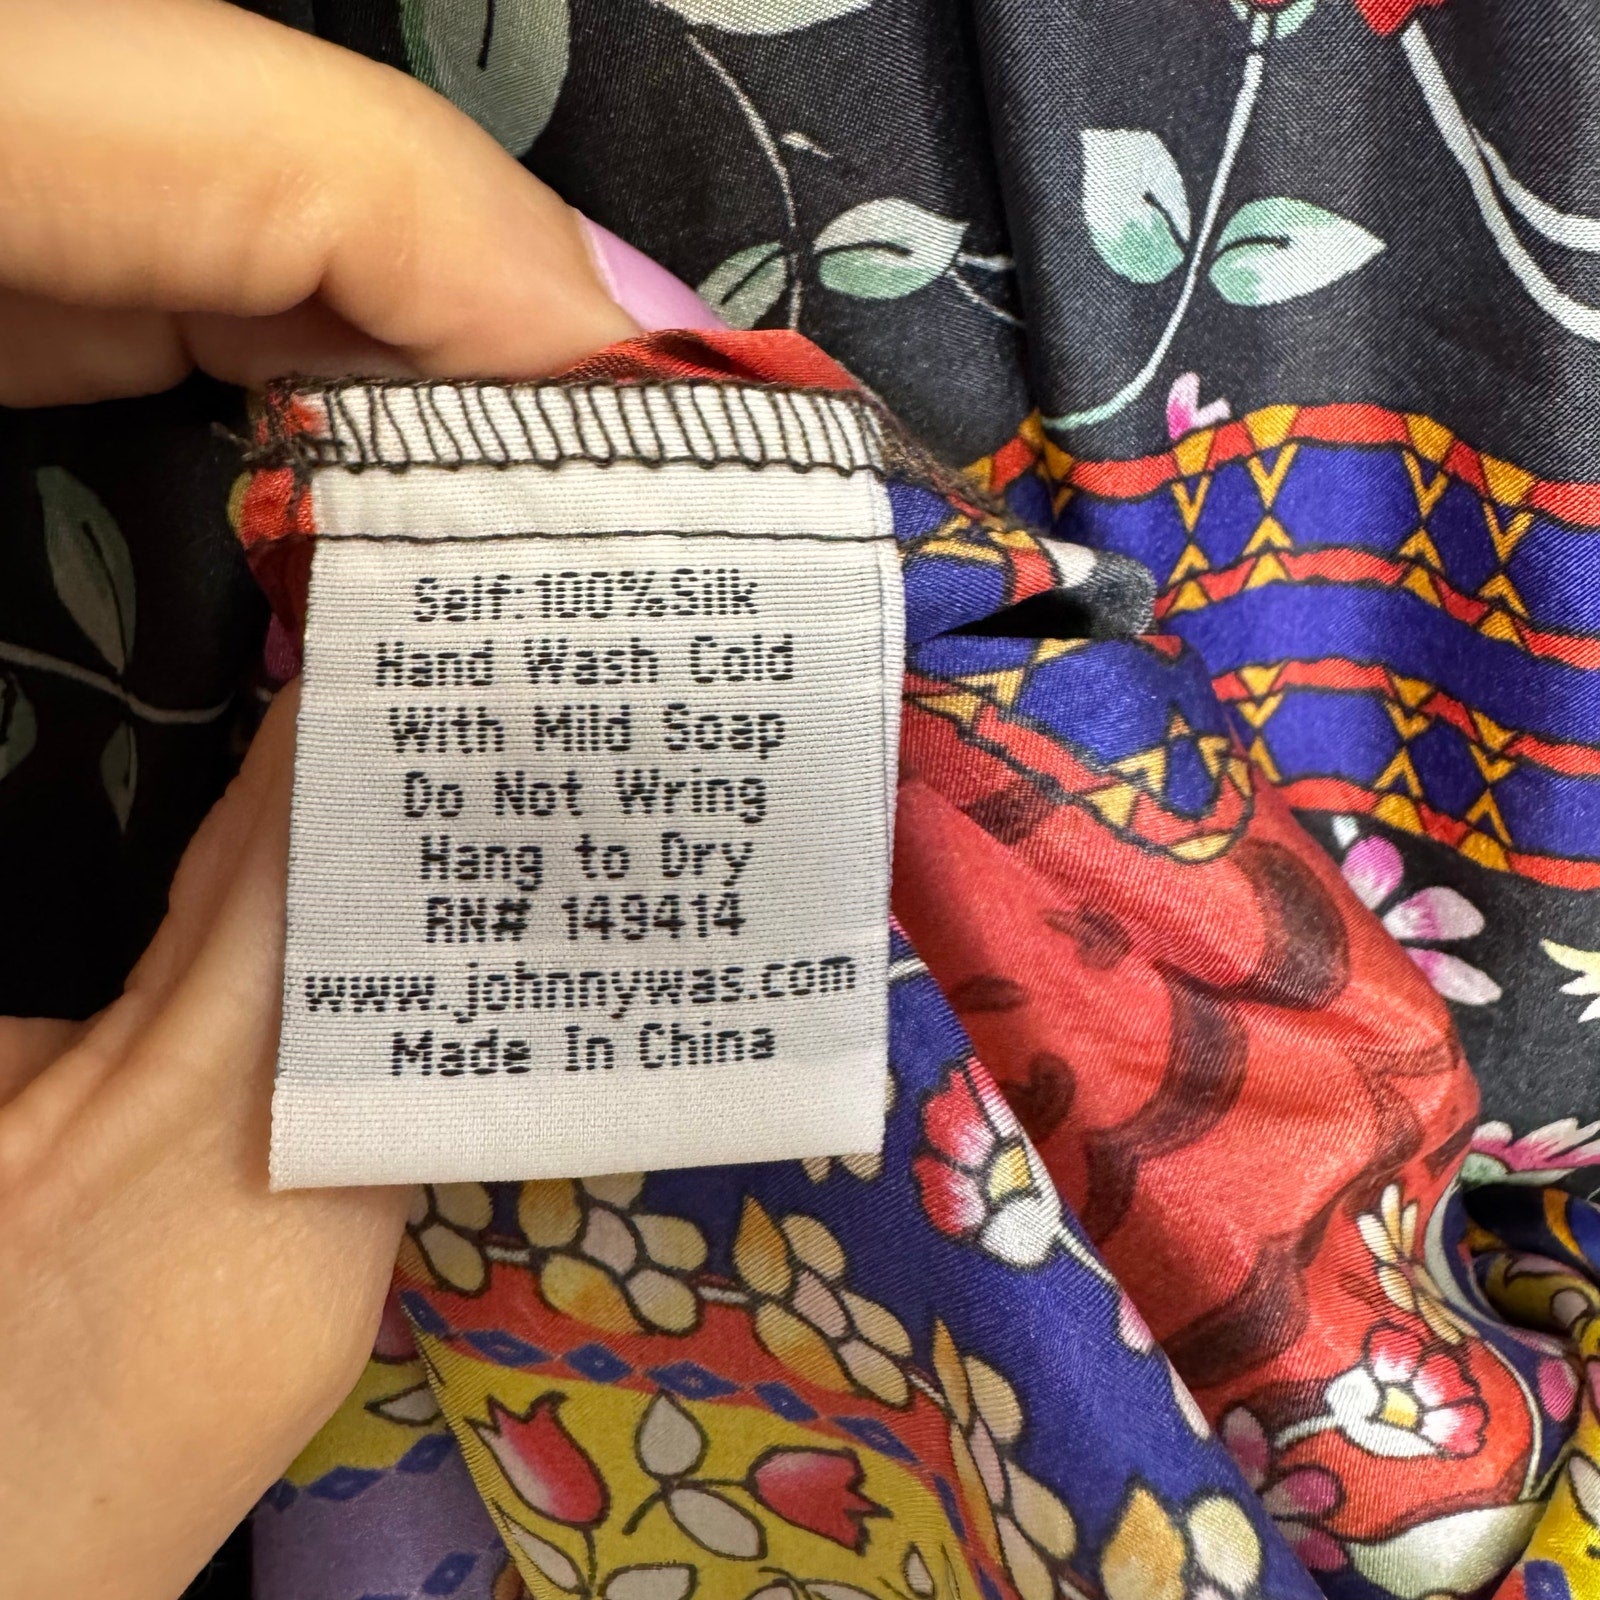 Self:100%Silk
Hand Wash Cold
With Mild Soap
Do Not Wring
Hang to Dry
RN# 149414
www.johnnywas.com
Made In China